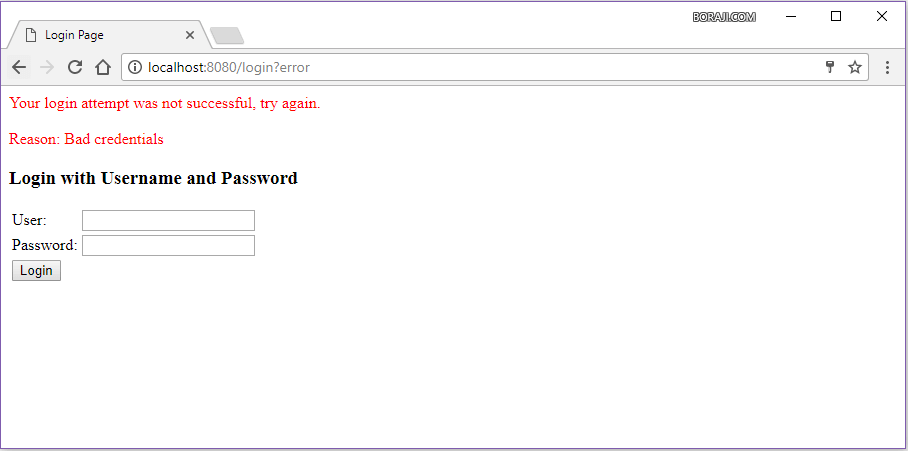 BORAJI.COM
Login Page
localhost:8080/login?error
Your login attempt was not successful, try again.
Reason: Bad credentials
Login with Username and Password
User:
Password:
Login